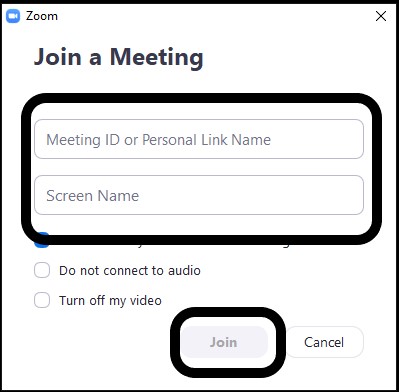 Zoom
Join a Meeting
Meeting ID or Personal Link Name
Screen Name
Do not connect to audio
Turn off my video
Join
Cancel